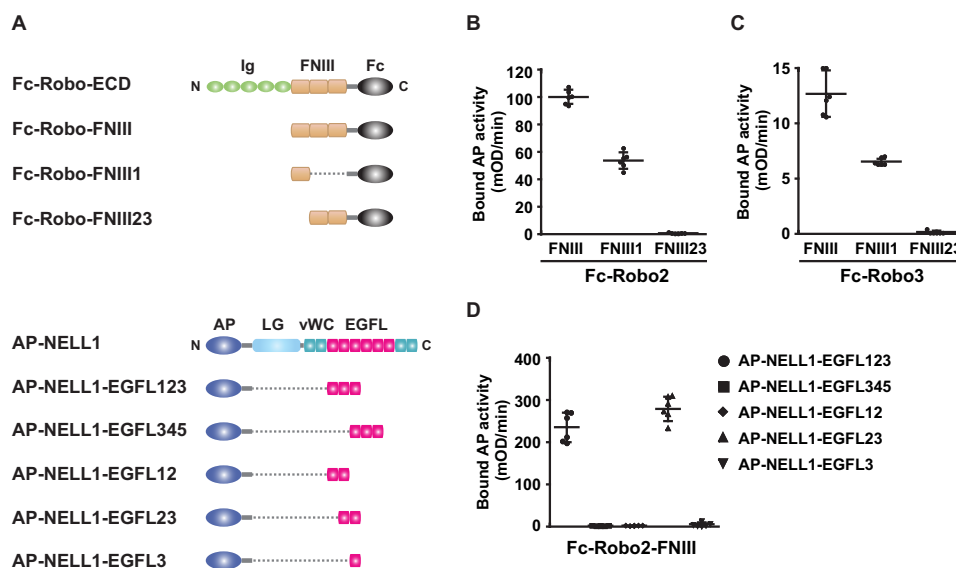 A
Ig FNIII Fc
Fc-Robo-ECD N C
Fc-Robo-FNIII
Fc-Robo-FNIII1
Fc-Robo-FNIII23
AP LG vWC EGFL
AP-NELL1 N C
AP-NELL1-EGFL123
AP-NELL1-EGFL345
AP-NELL1-EGFL12
AP-NELL1-EGFL23
AP-NELL1-EGFL3
B
Bound AP activity
(mOD/min)
120
100
80
60
40
20
0
FNIII FNIII1 FNIII23
Fc-Robo2
C
Bound AP activity
(mOD/min)
15
10
5
0
FNIII FNIII1 FNIII23
Fc-Robo3
D
Bound AP activity
(mOD/min)
400
300
200
100
0
Fc-Robo2-FNIII
AP-NELL1-EGFL123
AP-NELL1-EGFL345
AP-NELL1-EGFL12
AP-NELL1-EGFL23
AP-NELL1-EGFL3